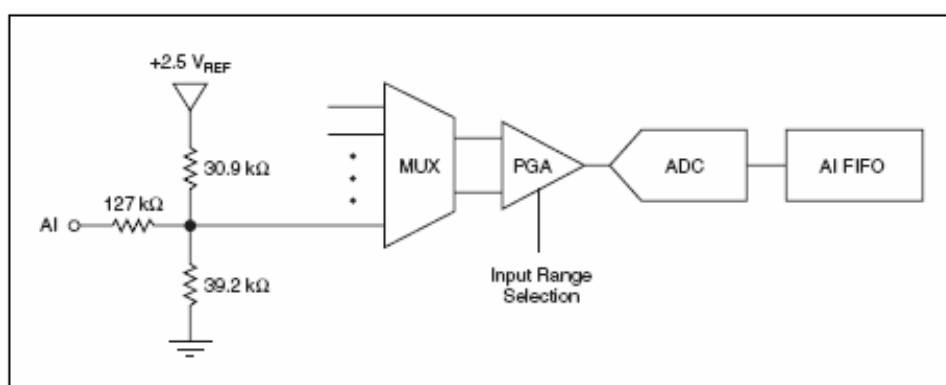 +2.5 VREF
30.9 kΩ
127 kΩ
AI
39.2 kΩ
MUX
PGA
ADC
AI FIFO
Input Range
Selection